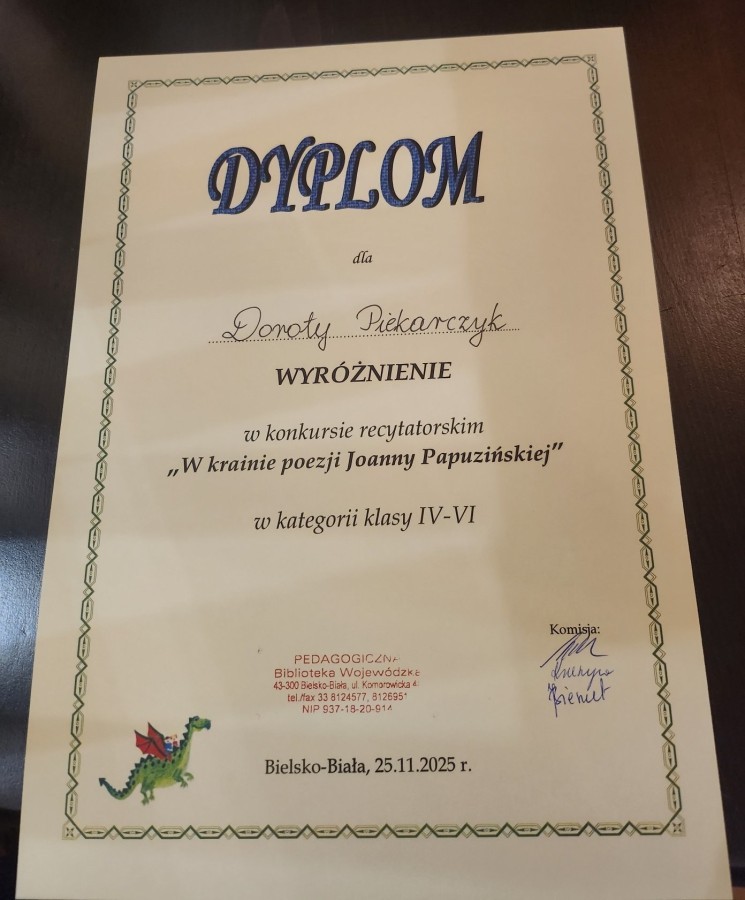 DYPLOM
dla
Doroty Piekarczyk
WYRÓŻNIENIE
w konkursie recytatorskim
„W krainie poezji Joanny Papuzińskiej”
w kategorii klasy IV-VI
Komisja:
PEDAGOGICZNA
Biblioteka Wojewódzka
43-300 Bielsko-Biała, ul. Komorowicka
tel./fax 33 8124577, 8126951
NIP 937-18-20-914
Bielsko-Biała, 25.11.2025 r.